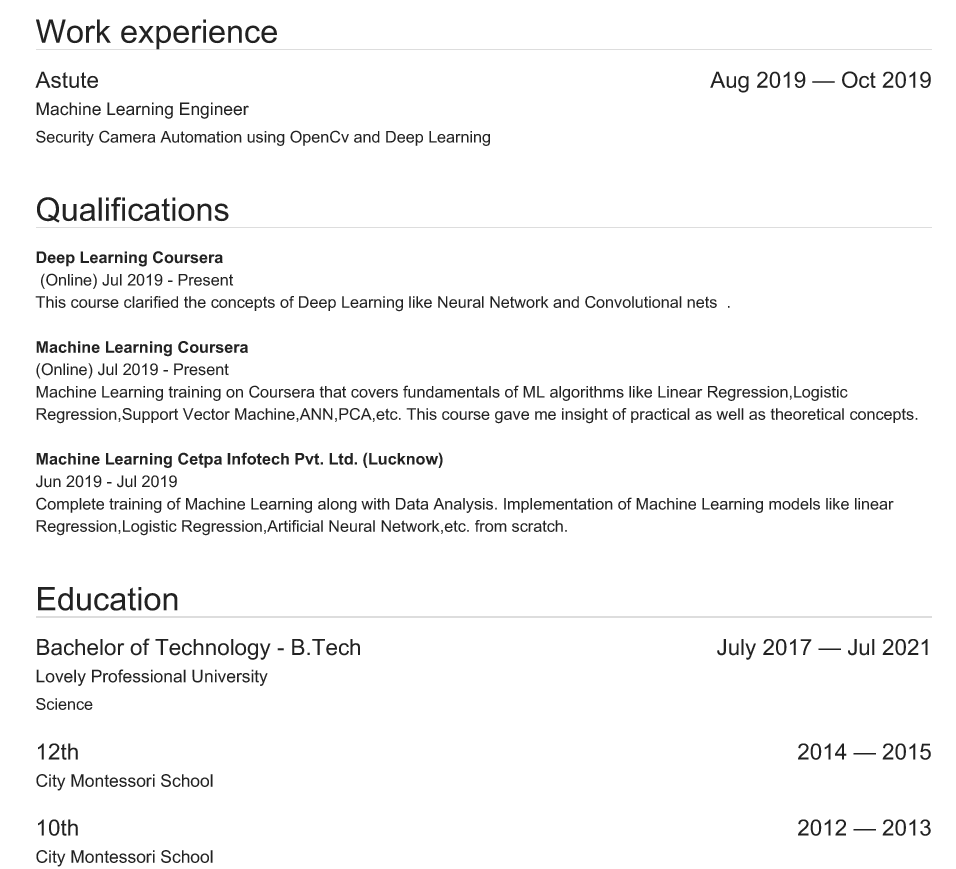 Work experience
Astute Aug 2019 — Oct 2019
Machine Learning Engineer
Security Camera Automation using OpenCv and Deep Learning
Qualifications
Deep Learning Coursera
(Online) Jul 2019 - Present
This course clarified the concepts of Deep Learning like Neural Network and Convolutional nets .
Machine Learning Coursera
(Online) Jul 2019 - Present
Machine Learning training on Coursera that covers fundamentals of ML algorithms like Linear Regression,Logistic
Regression,Support Vector Machine,ANN,PCA,etc. This course gave me insight of practical as well as theoretical concepts.
Machine Learning Cetpa Infotech Pvt. Ltd. (Lucknow)
Jun 2019 - Jul 2019
Complete training of Machine Learning along with Data Analysis. Implementation of Machine Learning models like linear
Regression,Logistic Regression,Artificial Neural Network,etc. from scratch.
Education
Bachelor of Technology - B.Tech July 2017 — Jul 2021
Lovely Professional University
Science
12th 2014 — 2015
City Montessori School
10th 2012 — 2013
City Montessori School